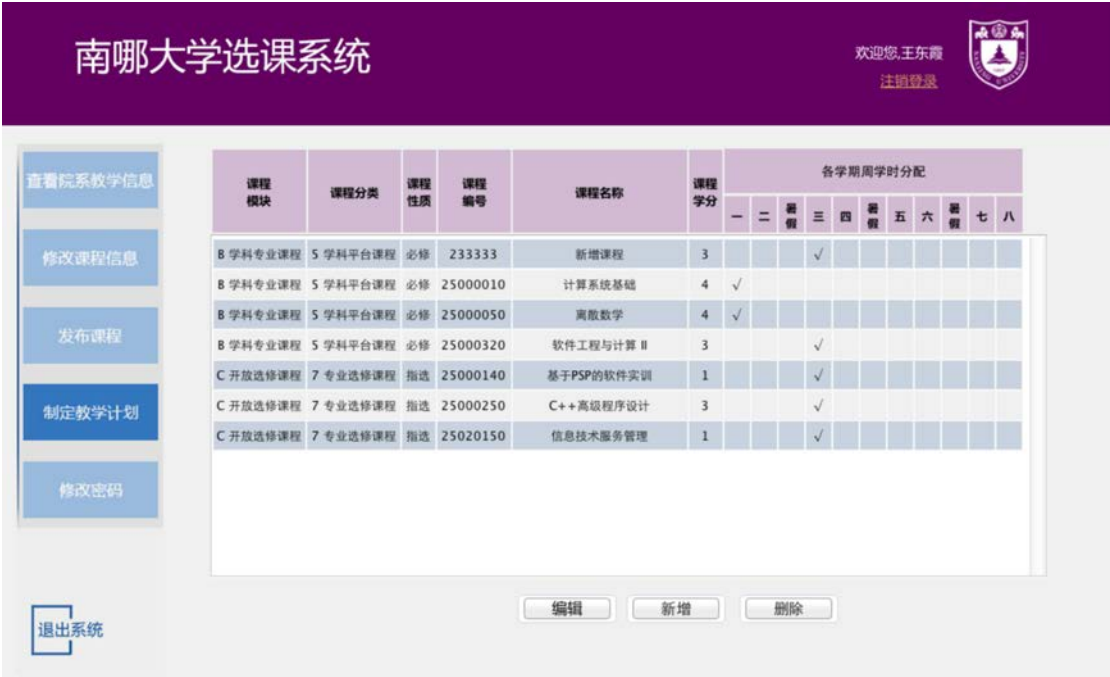 南哪大学选课系统
欢迎您,王东霞
注销登录
查看院系教学信息
修改课程信息
发布课程
制定教学计划
修改密码
退出系统
课程模块 课程分类 课程性质 课程编号 课程名称 课程学分 各学期周学时分配
一 二 暑假 三 四 暑假 五 六 暑假 七 八
B 学科专业课程 5 学科平台课程 必修 233333 新增课程 3 √
B 学科专业课程 5 学科平台课程 必修 25000010 计算系统基础 4 √
B 学科专业课程 5 学科平台课程 必修 25000050 离散数学 4 √
B 学科专业课程 5 学科平台课程 必修 25000320 软件工程与计算 II 3 √
C 开放选修课程 7 专业选修课程 指选 25000140 基于PSP的软件实训 1 √
C 开放选修课程 7 专业选修课程 指选 25000250 C++高级程序设计 3 √
C 开放选修课程 7 专业选修课程 指选 25020150 信息技术服务管理 1 √
编辑 新增 删除